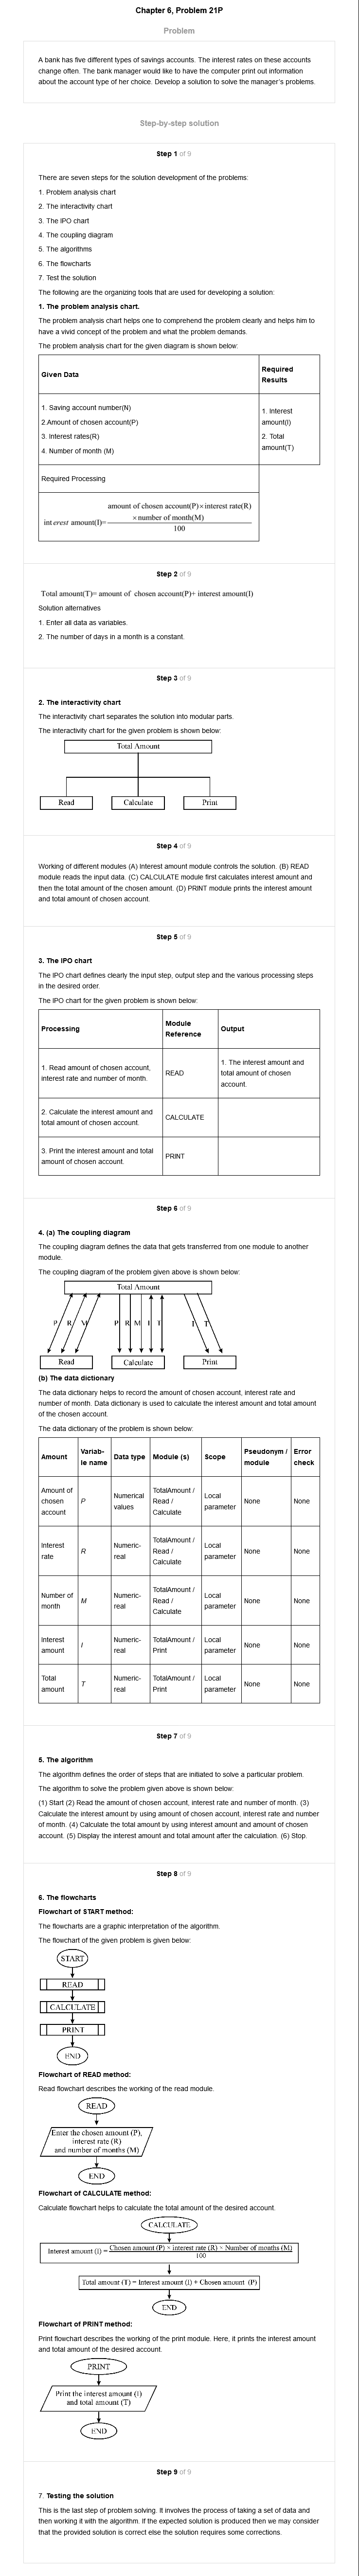 Chapter 6, Problem 21P
Problem
A bank has five different types of savings accounts. The interest rates on these accounts
change often. The bank manager would like to have the computer print out information
about the account type of her choice. Develop a solution to solve the manager's problems.
Step-by-step solution
Step 1 of 9
There are seven steps for the solution development of the problems:
1. Problem analysis chart
2. The interactivity chart
3. The IPO chart
4. The coupling diagram
5. The algorithms
6. The flowcharts
7. Test the solution
The following are the organizing tools that are used for developing a solution:
1. The problem analysis chart.
The problem analysis chart helps one to comprehend the problem clearly and helps him to
have a vivid concept of the problem and what the problem demands.
The problem analysis chart for the given diagram is shown below:
Given Data
Required
Results
1. Saving account number(N)
2.Amount of chosen account(P)
3. Interest rates(R)
4. Number of month (M)
1. Interest
amount(I)
2. Total
amount(T)
Required Processing
amount of chosen account(P)×interest rate(R)
×number of month(M)
int erest amount(I)=
100
Step 2 of 9
Total amount(T)= amount of chosen account(P)+ interest amount(I)
Solution alternatives
1. Enter all data as variables.
2. The number of days in a month is a constant.
Step 3 of 9
2. The interactivity chart
The interactivity chart separates the solution into modular parts.
The interactivity chart for the given problem is shown below:
Total Amount
Read
Calculate
Print
Step 4 of 9
Working of different modules (A) Interest amount module controls the solution. (B) READ
module reads the input data. (C) CALCULATE module first calculates interest amount and
then the total amount of the chosen amount. (D) PRINT module prints the interest amount
and total amount of chosen account.
Step 5 of 9
3. The IPO chart
The IPO chart defines clearly the input step, output step and the various processing steps
in the desired order.
The IPO chart for the given problem is shown below:
Processing
Module
Reference
Output
1. Read amount of chosen account,
interest rate and number of month.
READ
1. The interest amount and
total amount of chosen
account.
2. Calculate the interest amount and
total amount of chosen account.
CALCULATE
3. Print the interest amount and total
amount of chosen account.
PRINT
Step 6 of 9
4. (a) The coupling diagram
The coupling diagram defines the data that gets transferred from one module to another
module.
The coupling diagram of the problem given above is shown below:
Total Amount
P R M P R M I T I T
Read
Calculate
Print
(b) The data dictionary
The data dictionary helps to record the amount of chosen account, interest rate and
number of month. Data dictionary is used to calculate the interest amount and total amount
of the chosen account.
The data dictionary of the problem is shown below:
Amount
Variab-
le name
Data type
Module (s)
Scope
Pseudonym /
module
Error
check
Amount of
chosen
account
P
Numerical
values
TotalAmount /
Read /
Calculate
Local
parameter
None
None
Interest
rate
R
Numeric-
real
TotalAmount /
Read /
Calculate
Local
parameter
None
None
Number of
month
M
Numeric-
real
TotalAmount /
Read /
Calculate
Local
parameter
None
None
Interest
amount
I
Numeric-
real
TotalAmount /
Print
Local
parameter
None
None
Total
amount
T
Numeric-
real
TotalAmount /
Print
Local
parameter
None
None
Step 7 of 9
5. The algorithm
The algorithm defines the order of steps that are initiated to solve a particular problem.
The algorithm to solve the problem given above is shown below:
(1) Start (2) Read the amount of chosen account, interest rate and number of month. (3)
Calculate the interest amount by using amount of chosen account, interest rate and number
of month. (4) Calculate the total amount by using interest amount and amount of chosen
account. (5) Display the interest amount and total amount after the calculation. (6) Stop.
Step 8 of 9
6. The flowcharts
Flowchart of START method:
The flowcharts are a graphic interpretation of the algorithm.
The flowchart of the given problem is given below:
START
READ
CALCULATE
PRINT
END
Flowchart of READ method:
Read flowchart describes the working of the read module.
READ
Enter the chosen amount (P),
interest rate (R)
and number of months (M)
END
Flowchart of CALCULATE method:
Calculate flowchart helps to calculate the total amount of the desired account.
CALCULATE
Interest amount (i) = Chosen amount (P) × interest rate (R) × Number of months (M)
100
Total amount (T) = Interest amount (I) + Chosen amount (P)
END
Flowchart of PRINT method:
Print flowchart describes the working of the print module. Here, it prints the interest amount
and total amount of the desired account.
PRINT
Print the interest amount (I)
and total amount (T)
END
Step 9 of 9
7. Testing the solution
This is the last step of problem solving. It involves the process of taking a set of data and
then working it with the algorithm. If the expected solution is produced then we may consider
that the provided solution is correct else the solution requires some corrections.